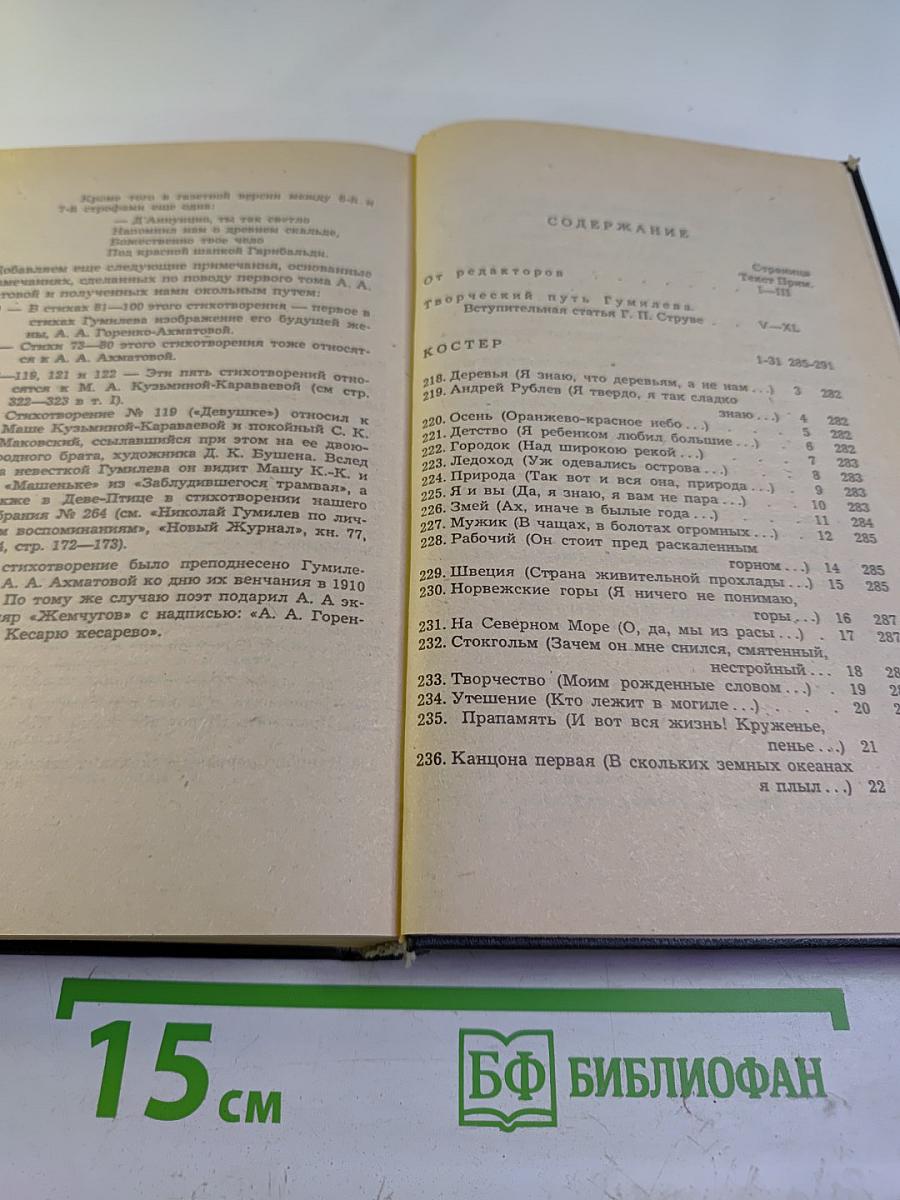 Кроме того в газетной версии между 6-й и
7-й строфами еще одна:
— Д'Аннунцио, ты так светло
Напомнил нам о древнем скальде,
Божественно твое чело
Под красной шапкой Гарибальди.
Добавляем еще следующие примечания, основанные
замечаниях, сделанных по поводу первого тома А. А.
товой и полученных нами окольным путем:
— В стихах 81—100 этого стихотворения — первое в
стихах Гумилева изображение его будущей же-
ны, А. А. Горенко-Ахматовой.
— Стихи 73—80 этого стихотворения тоже относят-
ся к А. А. Ахматовой.
—119, 121 и 122 — Эти пять стихотворений отно-
сятся к М. А. Кузьминой-Караваевой (см стр.
322—323 в т. I).
Стихотворение № 119 («Девушке») относил к
Маше Кузьминой-Караваевой и покойный С. К.
Маковский, ссылавшийся при этом на ее двою-
родного брата, художника Д. К. Бушена. Вслед
а невесткой Гумилева он видит Машу К.-К. и
«Машеньке» из «Заблудившегося трамвая», а
кже в Деве-Птице в стихотворении нашего
брания № 264 (см. «Николай Гумилев по лич-
м воспоминаниям», «Новый Журнал», кн. 77,
, стр. 172—173).
стихотворение было преподнесено Гумиле-
А. А. Ахматовой ко дню их венчания в 1910
По тому же случаю поэт подарил А. А эк-
яр «Жемчугов» с надписью: «А. А. Горен-
Кесарю кесарево».
СОДЕРЖАНИЕ
Страница
Текст Прим.
От редакторов . . . . . I—III
Творческий путь Гумилева.
Вступительная статья Г. П. Струве . V—XL
КОСТЕР 1-31 285-291
218. Деревья (Я знаю, что деревьям, а не нам...) 3 282
219. Андрей Рублев (Я твердо, я так сладко
знаю...) 4 282
220. Осень (Оранжево-красное небо...) . 5 282
221. Детство (Я ребенком любил большие...) 6 282
222. Городок (Над широкою рекой...) . 7 283
223. Ледоход (Уж одевались острова...) . 8 283
224. Природа (Так вот и вся она, природа...) . 9 283
225. Я и вы (Да, я знаю, я вам не пара...) 10 283
226. Змей (Ах, иначе в былые года...) . 11 284
227. Мужик (В чащах, в болотах огромных...) . 12 285
228. Рабочий (Он стоит пред раскаленным
горном...) 14 285
229. Швеция (Страна живительной прохлады...) 15 285
230. Норвежские горы (Я ничего не понимаю,
горы...) 16 287
231. На Северном Море (О, да, мы из расы...) . 17 287
232. Стокгольм (Зачем он мне снился, смятенный,
нестройный... 18 28
233. Творчество (Моим рожденные словом...) . 19 28
234. Утешение (Кто лежит в могиле...) . . . . 20 2
235. Прапамять (И вот вся жизнь! Круженье,
пенье...) 21
236. Канцона первая (В скольких земных океанах
я плыл...) 22
15 см
БФ БИБЛИОФАН